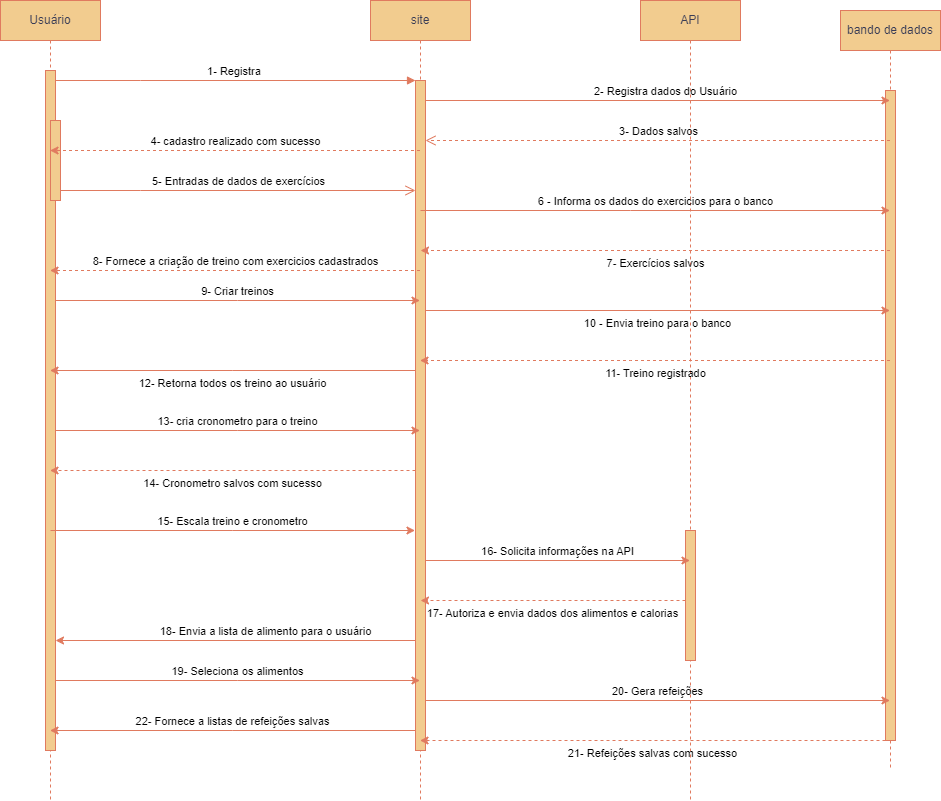 Usuário
site
API
bando de dados
1- Registra
2- Registra dados do Usuário
3- Dados salvos
4- cadastro realizado com sucesso
5- Entradas de dados de exercícios
6 - Informa os dados do exercicios para o banco
7- Exercícios salvos
8- Fornece a criação de treino com exercicios cadastrados
9- Criar treinos
10 - Envia treino para o banco
11- Treino registrado
12- Retorna todos os treino ao usuário
13- cria cronometro para o treino
14- Cronometro salvos com sucesso
15- Escala treino e cronometro
16- Solicita informações na API
17- Autoriza e envia dados dos alimentos e calorias
18- Envia a lista de alimento para o usuário
19- Seleciona os alimentos
20- Gera refeições
22- Fornece a listas de refeições salvas
21- Refeições salvas com sucesso